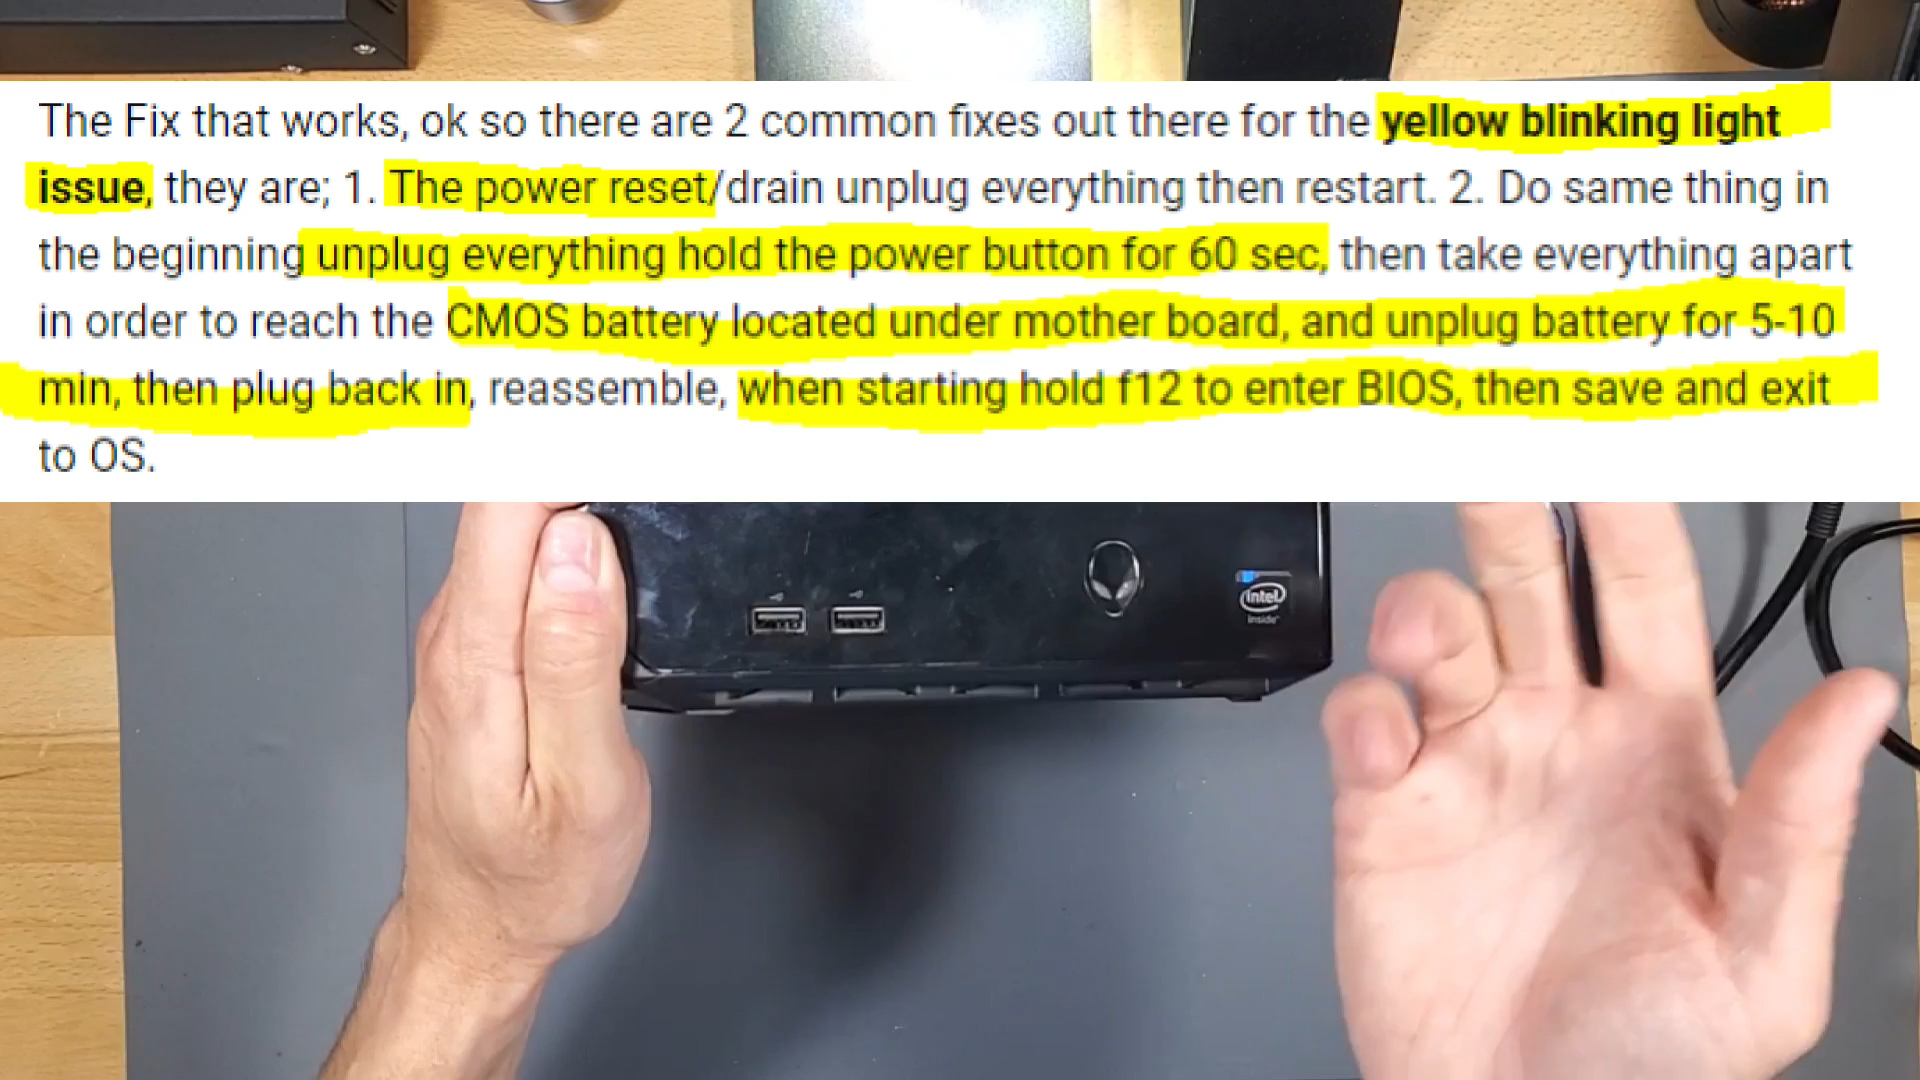 The Fix that works, ok so there are 2 common fixes out there for the yellow blinking light
issue, they are; 1. The power reset/drain unplug everything then restart. 2. Do same thing in
the beginning unplug everything hold the power button for 60 sec, then take everything apart
in order to reach the CMOS battery located under mother board, and unplug battery for 5-10
min, then plug back in, reassemble, when starting hold f12 to enter BIOS, then save and exit
to OS.
intel
inside